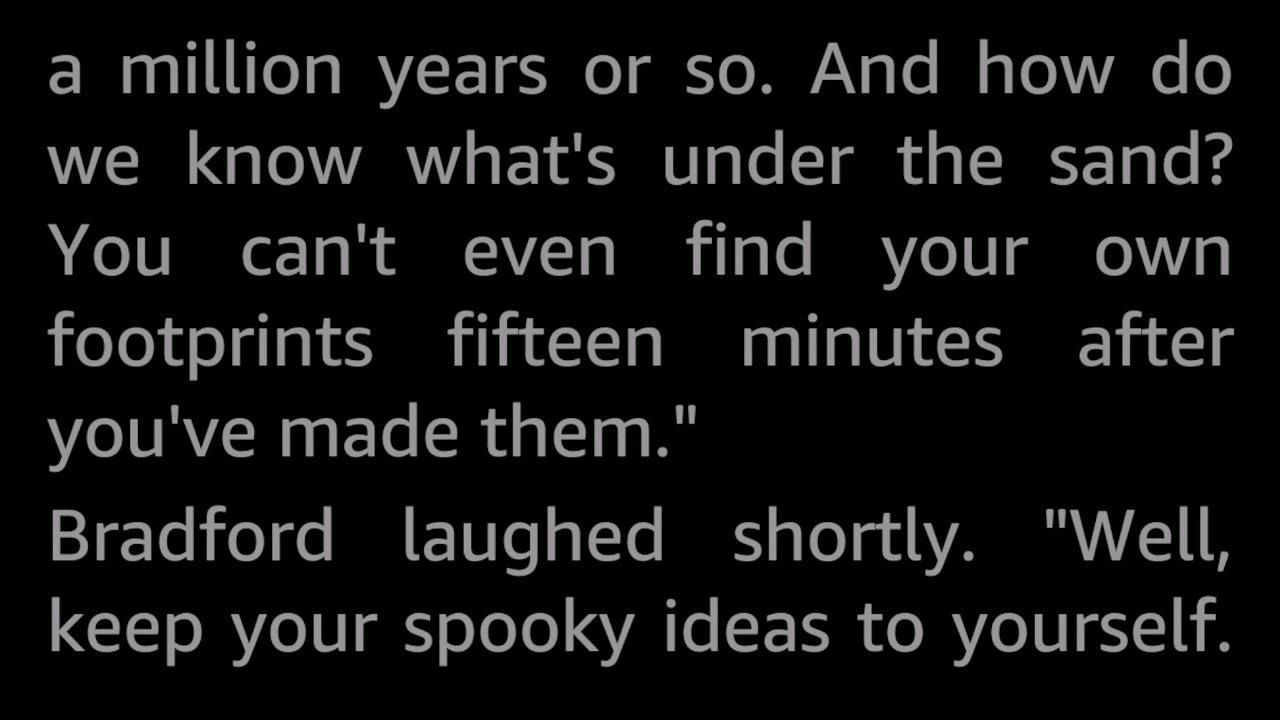 a million years or so. And how do
we know what's under the sand?
You can't even find your own
footprints fifteen minutes after
you've made them."
Bradford laughed shortly. "Well,
keep your spooky ideas to yourself.